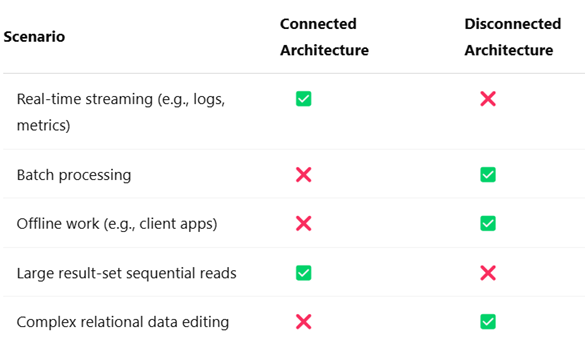 Scenario Connected Architecture Disconnected Architecture
Real-time streaming (e.g., logs, metrics) ✅ ❌
Batch processing ❌ ✅
Offline work (e.g., client apps) ❌ ✅
Large result-set sequential reads ✅ ❌
Complex relational data editing ❌ ✅